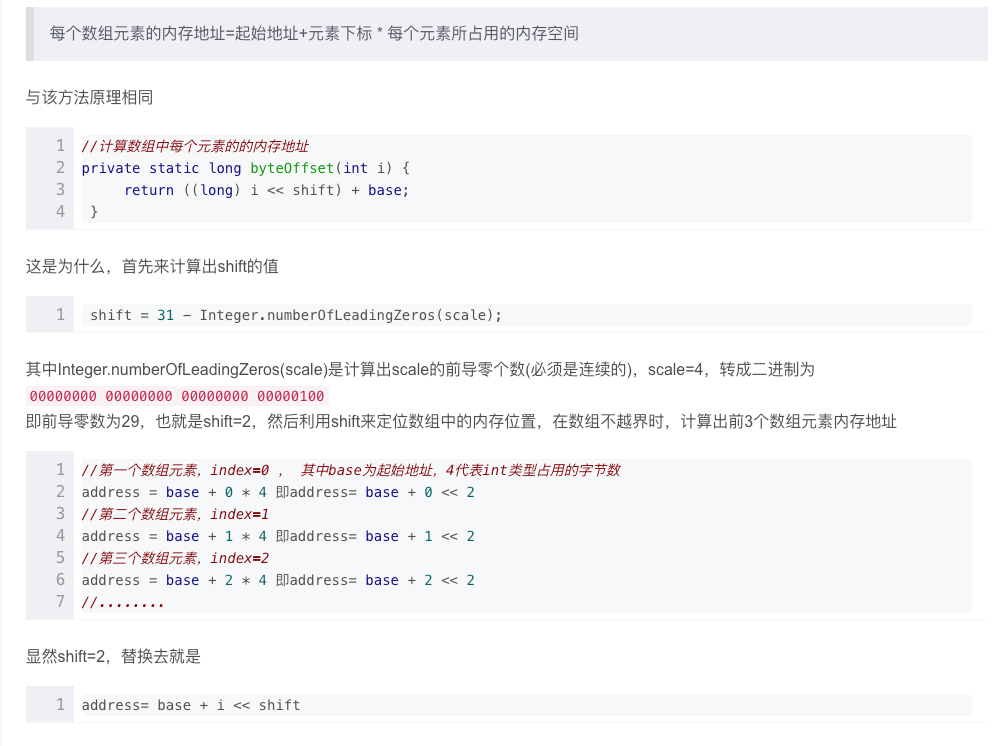 每个数组元素的内存地址=起始地址+元素下标 * 每个元素所占用的内存空间
与该方法原理相同
1 //计算数组中每个元素的的内存地址
2 private static long byteOffset(int i) {
3 return ((long) i << shift) + base;
4 }
这是为什么，首先来计算出shift的值
1 shift = 31 - Integer.numberOfLeadingZeros(scale);
其中Integer.numberOfLeadingZeros(scale)是计算出scale的前导零个数(必须是连续的)，scale=4，转成二进制为
00000000 00000000 00000000 00000100
即前导零数为29，也就是shift=2，然后利用shift来定位数组中的内存位置，在数组不越界时，计算出前3个数组元素内存地址
1 //第一个数组元素，index=0 ， 其中base为起始地址，4代表int类型占用的字节数
2 address = base + 0 * 4 即address= base + 0 << 2
3 //第二个数组元素，index=1
4 address = base + 1 * 4 即address= base + 1 << 2
5 //第三个数组元素，index=2
6 address = base + 2 * 4 即address= base + 2 << 2
7 //........
显然shift=2，替换去就是
1 address= base + i << shift